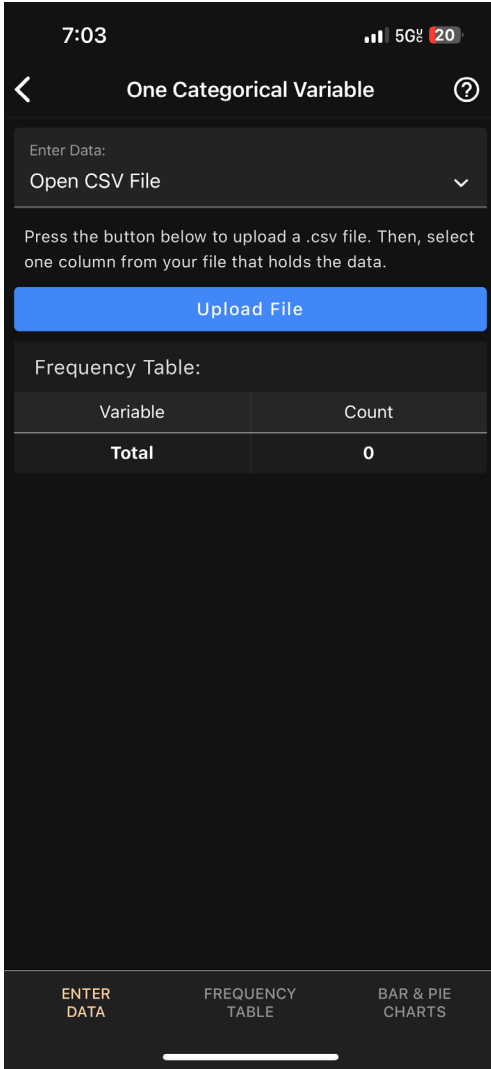 7:03
5G
20
One Categorical Variable
Enter Data:
Open CSV File
Press the button below to upload a .csv file. Then, select
one column from your file that holds the data.
Upload File
Frequency Table:
Variable Count
Total 0
ENTER DATA
FREQUENCY TABLE
BAR & PIE CHARTS